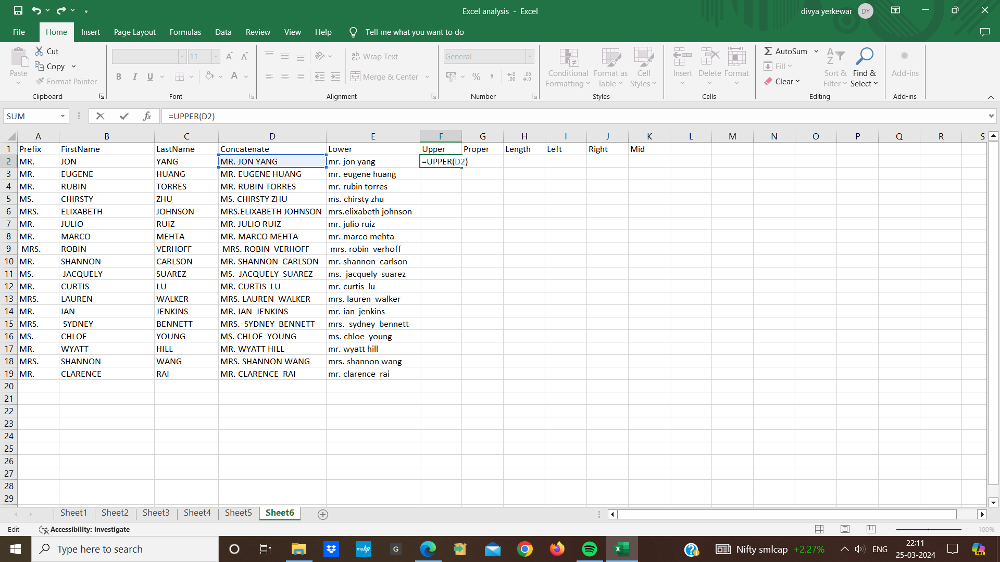 Excel analysis - Excel
divya yerkewar DY
File Home Insert Page Layout Formulas Data Review View Help Tell me what you want to do
Paste
Cut
Copy
Format Painter
Clipboard
11
B I U
Font
Wrap Text
Merge & Center
Alignment
General
Number
Conditional Formatting
Format as Table
Cell Styles
Styles
Insert Delete Format
Cells
AutoSum
Fill
Clear
Sort & Filter
Find & Select
Editing
Add-ins
Add-ins
SUM fx =UPPER(D2)
A B C D E F G H I J K L M N O P Q R S
1 Prefix FirstName LastName Concatenate Lower Upper Proper Length Left Right Mid
2 MR. JON YANG MR. JON YANG mr. jon yang =UPPER(D2)
3 MR. EUGENE HUANG MR. EUGENE HUANG mr. eugene huang
4 MR. RUBIN TORRES MR. RUBIN TORRES mr. rubin torres
5 MS. CHIRSTY ZHU MS. CHIRSTY ZHU ms. chirsty zhu
6 MRS. ELIXABETH JOHNSON MRS.ELIXABETH JOHNSON mrs.elixabeth johnson
7 MR. JULIO RUIZ MR. JULIO RUIZ mr. julio ruiz
8 MR. MARCO MEHTA MR. MARCO MEHTA mr. marco mehta
9 MRS. ROBIN VERHOFF MRS. ROBIN  VERHOFF mrs. robin  verhoff
10 MR. SHANNON CARLSON MR. SHANNON  CARLSON mr. shannon  carlson
11 MS. JACQUELY SUAREZ MS.  JACQUELY  SUAREZ ms.  jacquely  suarez
12 MR. CURTIS LU MR. CURTIS  LU mr. curtis  lu
13 MRS. LAUREN WALKER MRS. LAUREN  WALKER mrs. lauren  walker
14 MR. IAN JENKINS MR. IAN  JENKINS mr. ian  jenkins
15 MRS. SYDNEY BENNETT MRS.  SYDNEY  BENNETT mrs.  sydney  bennett
16 MS. CHLOE YOUNG MS. CHLOE  YOUNG ms. chloe  young
17 MR. WYATT HILL MR. WYATT HILL mr. wyatt hill
18 MRS. SHANNON WANG MRS. SHANNON WANG mrs. shannon wang
19 MR. CLARENCE RAI MR. CLARENCE  RAI mr. clarence  rai
20
21
22
23
24
25
26
27
28
29
Sheet1 Sheet2 Sheet3 Sheet4 Sheet5 Sheet6
Edit Accessibility: Investigate 100%
Type here to search myhp G Nifty smlcap +2.27% ENG 22:11
25-03-2024 PRE